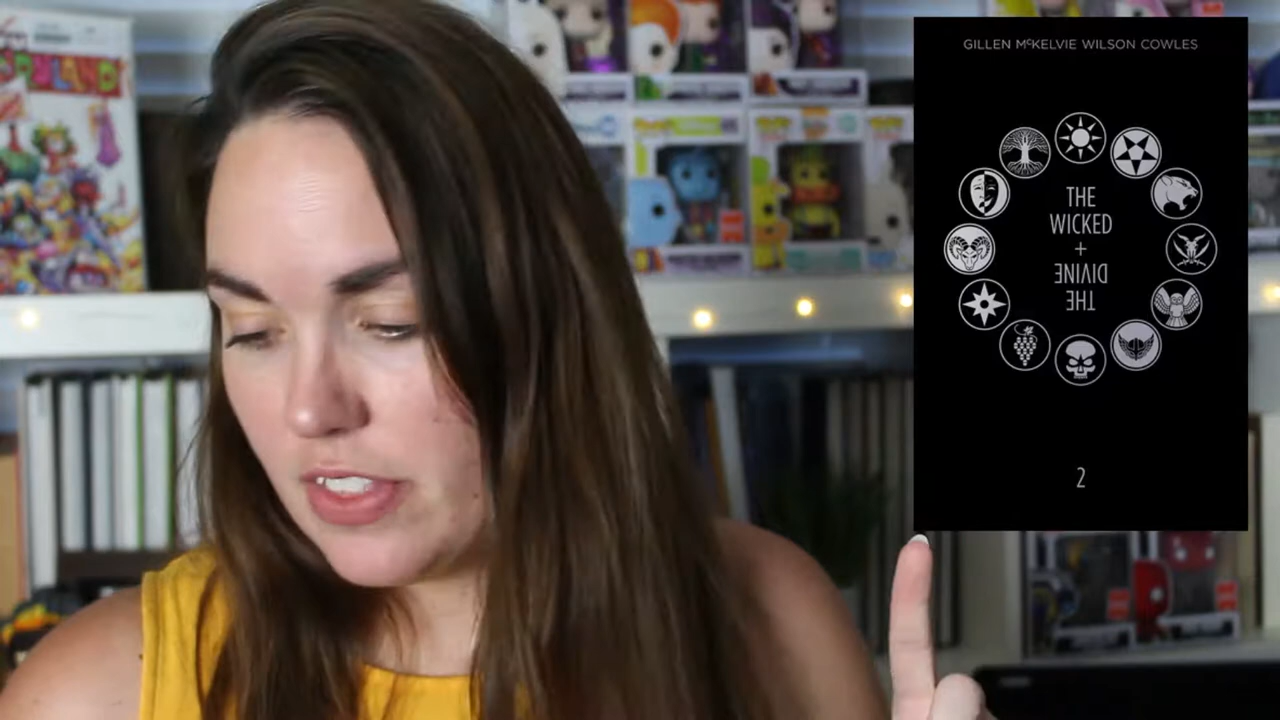 GILLEN McKELVIE WILSON COWLES
THE
WICKED
+
DIVINE
THE
2